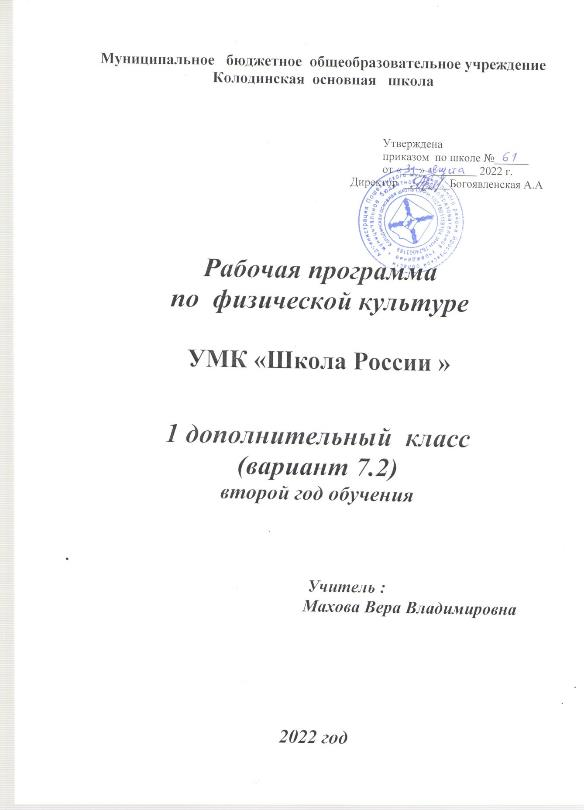 Муниципальное бюджетное общеобразовательное учреждение
Колодинская основная школа
Утверждена
приказом по школе № 61
от « 31 » августа 2022 г.
Директор Богоявленская А.А
Рабочая программа
по физической культуре
УМК «Школа России »
1 дополнительный класс
(вариант 7.2)
второй год обучения
Учитель :
Махова Вера Владимировна
2022 год